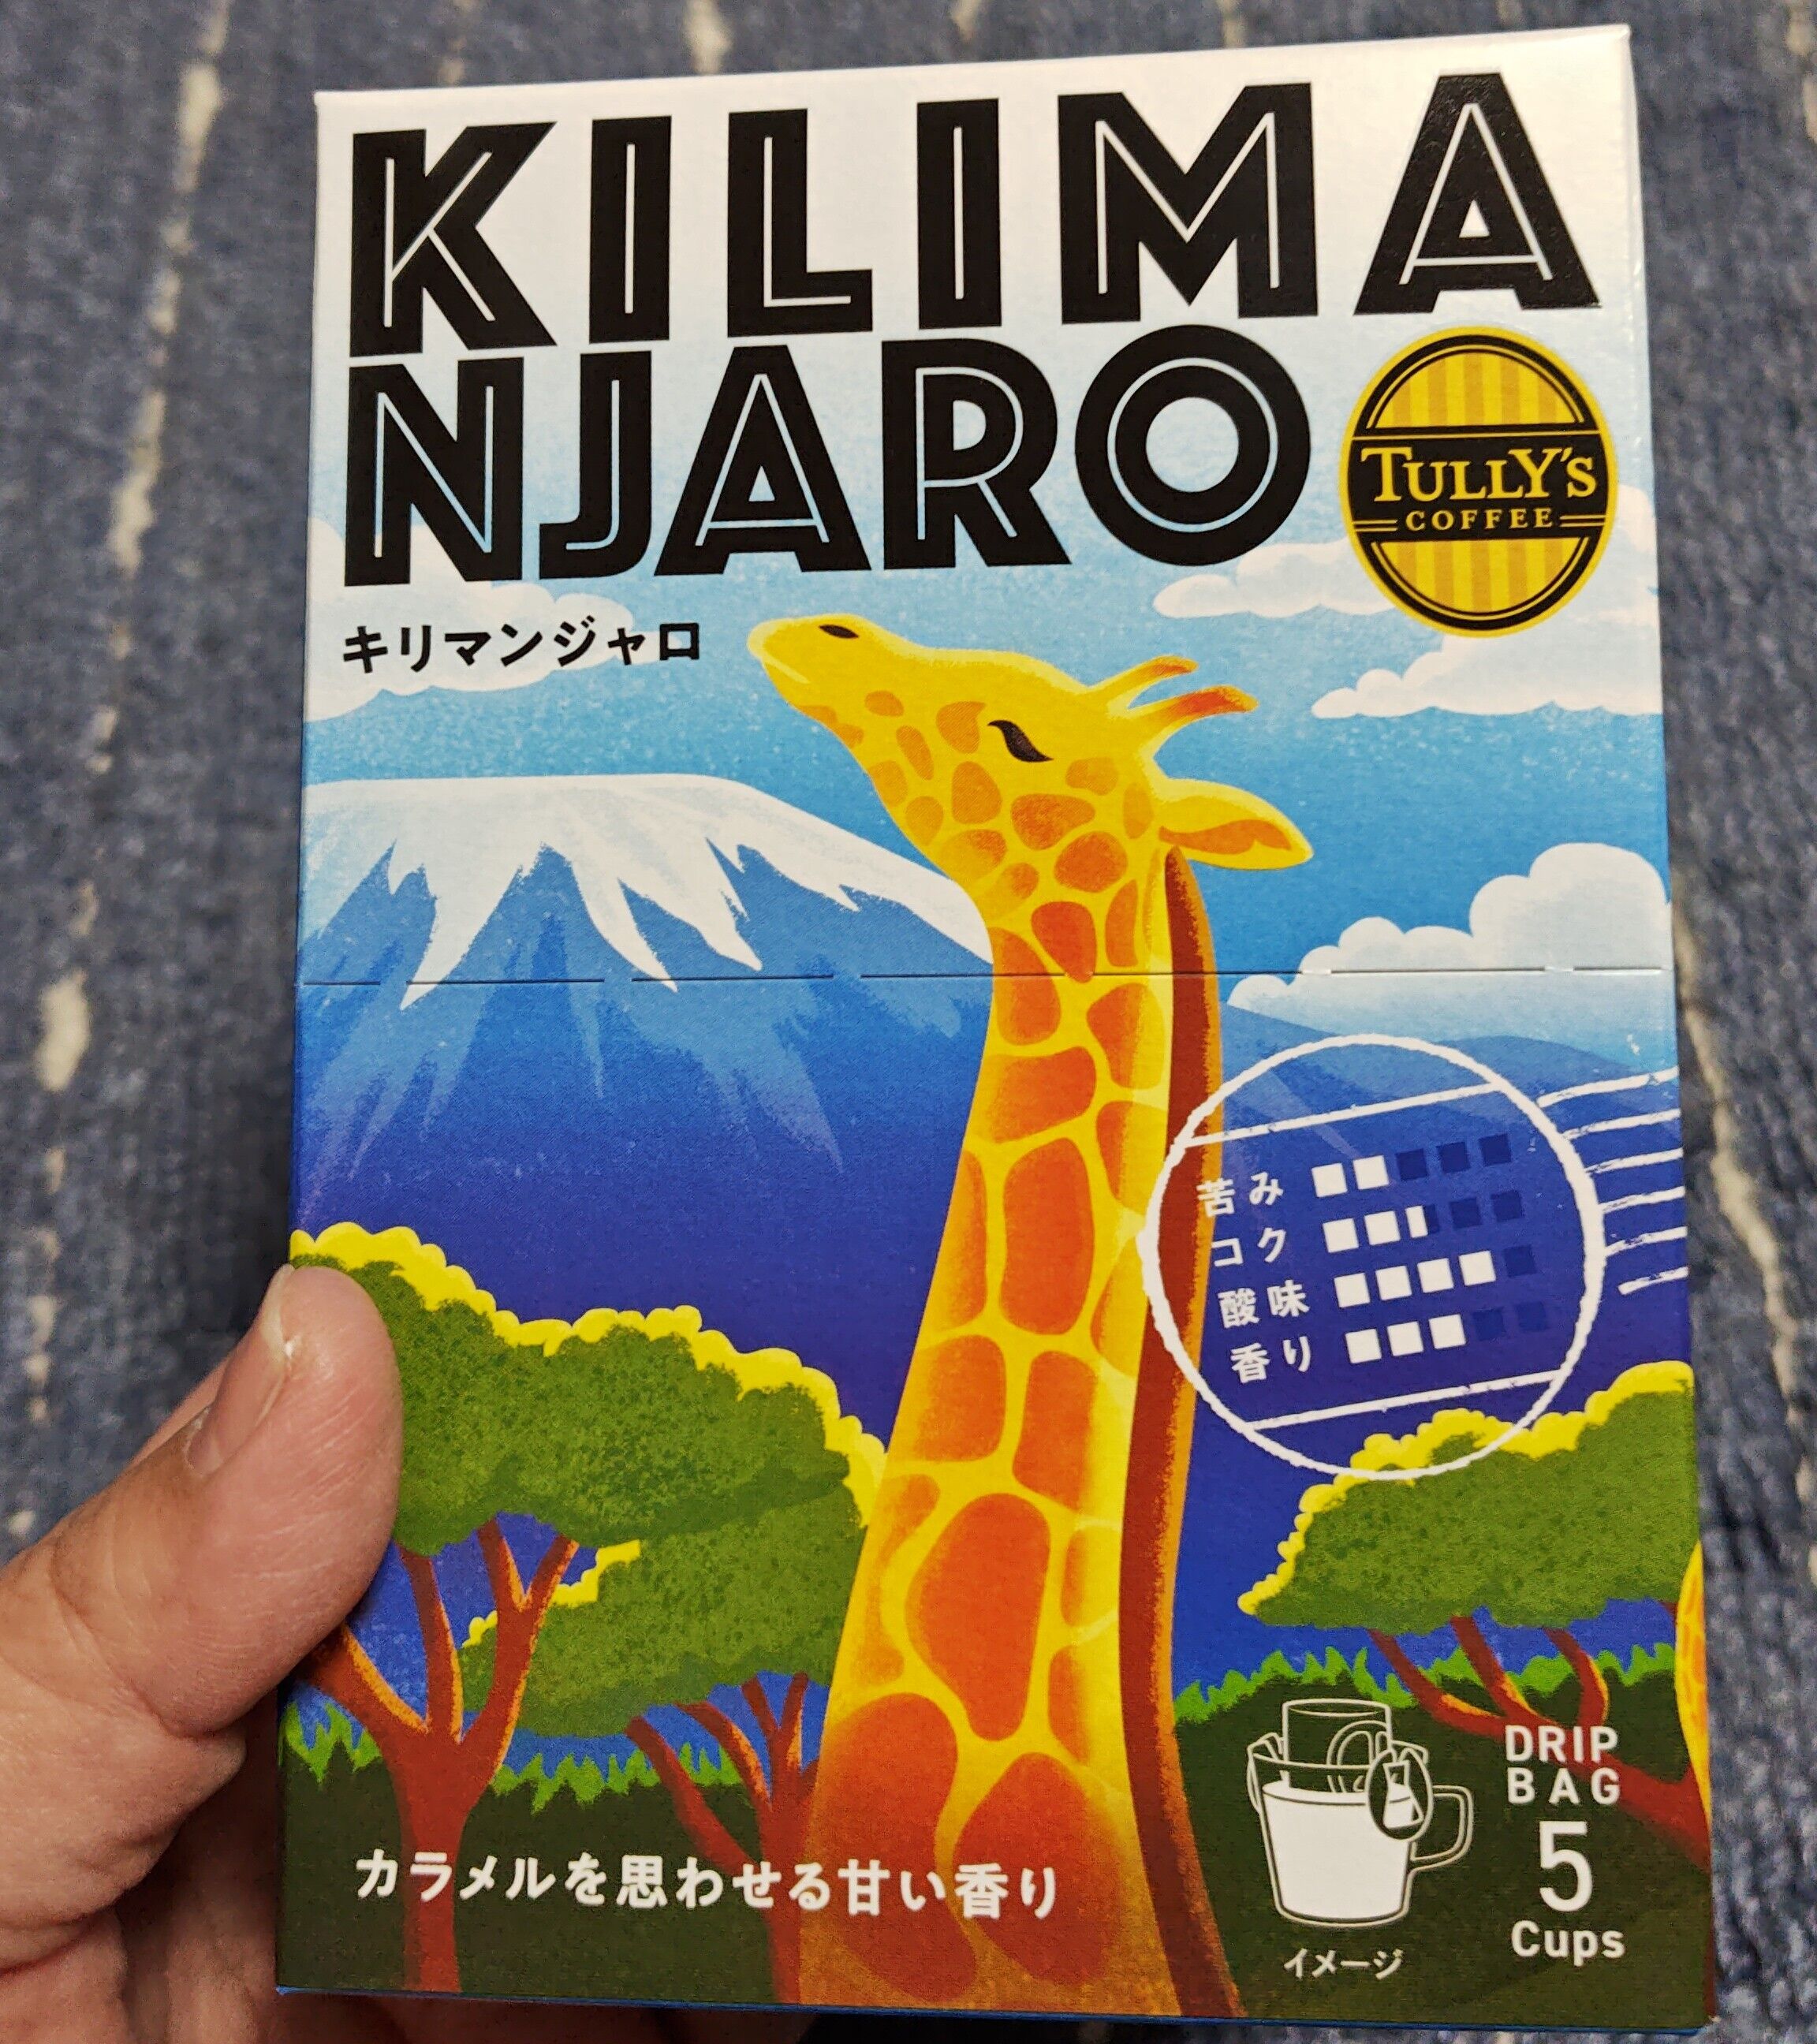 KILIMA
NJARO
TULLY'S
COFFEE
キリマンジャロ
苦み
コク
酸味
香り
カラメルを思わせる甘い香り
イメージ
DRIP
BAG
5
Cups